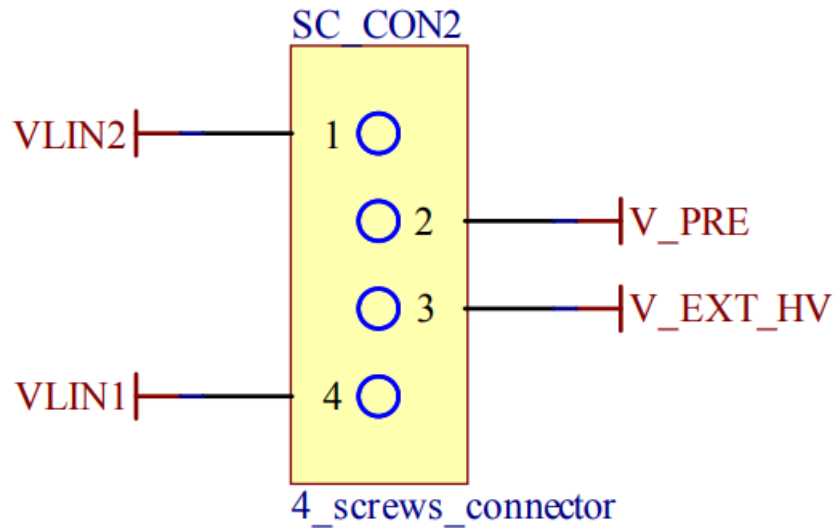 SC_CON2
VLIN2 1
2 V_PRE
3 V_EXT_HV
VLIN1 4
4_screws_connector